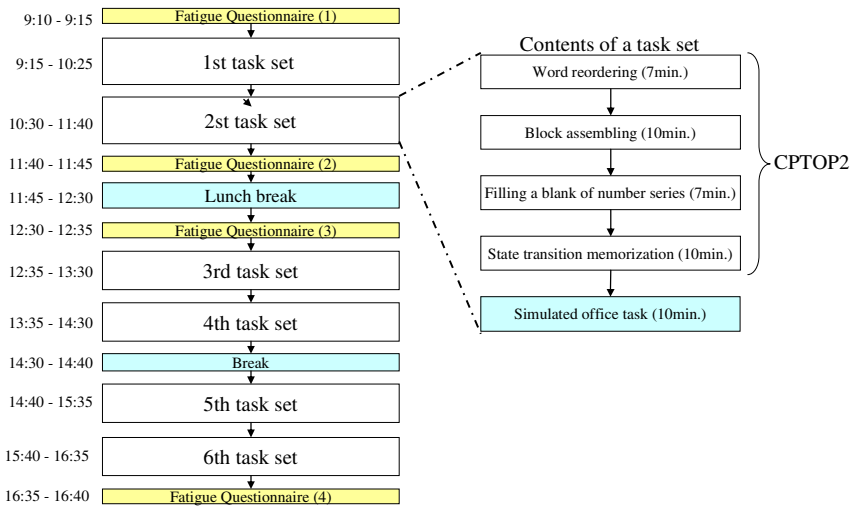 9:10 - 9:15
Fatigue Questionnaire (1)
9:15 - 10:25
1st task set
10:30 - 11:40
2st task set
11:40 - 11:45
Fatigue Questionnaire (2)
11:45 - 12:30
Lunch break
12:30 - 12:35
Fatigue Questionnaire (3)
12:35 - 13:30
3rd task set
13:35 - 14:30
4th task set
14:30 - 14:40
Break
14:40 - 15:35
5th task set
15:40 - 16:35
6th task set
16:35 - 16:40
Fatigue Questionnaire (4)
Contents of a task set
Word reordering (7min.)
Block assembling (10min.)
Filling a blank of number series (7min.)
State transition memorization (10min.)
Simulated office task (10min.)
CPTOP2